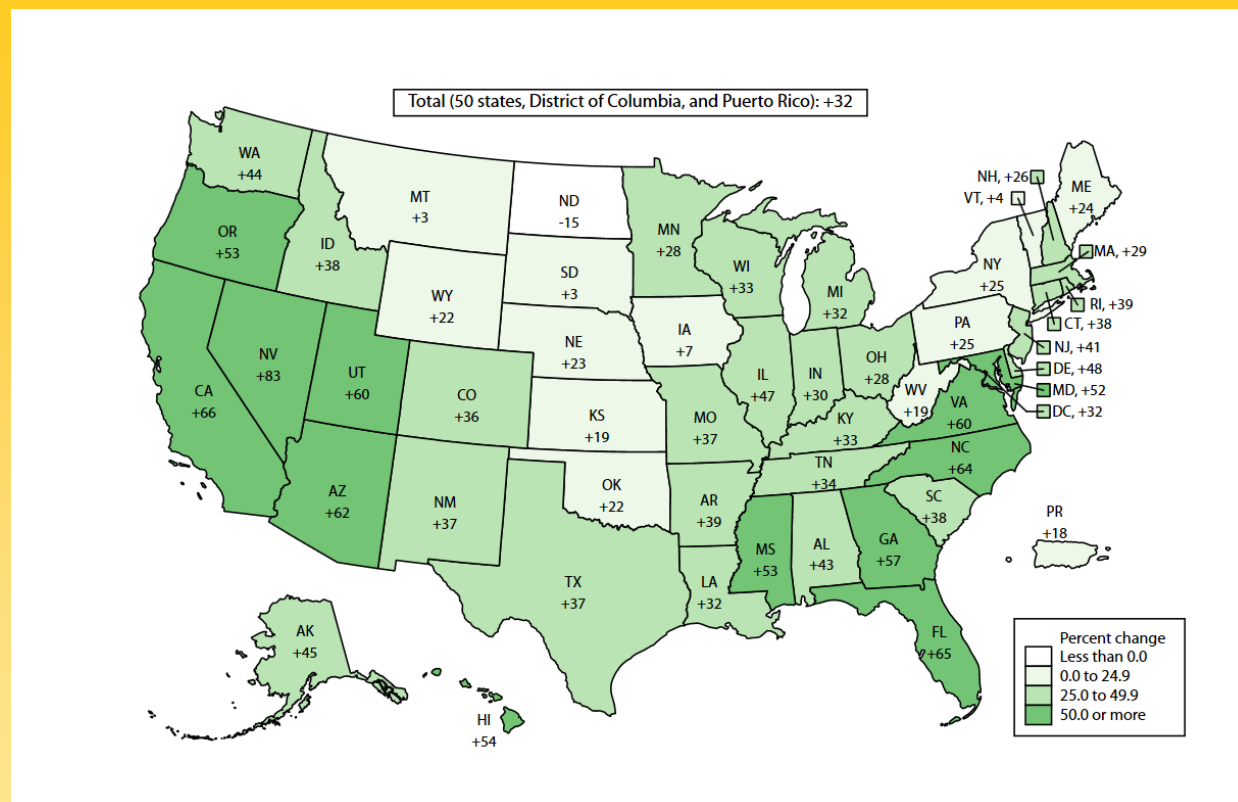 Total (50 states, District of Columbia, and Puerto Rico): +32
WA
+44
OR
+53
CA
+66
NV
+83
ID
+38
MT
+3
WY
+22
UT
+60
AZ
+62
CO
+36
NM
+37
ND
-15
SD
+3
NE
+23
KS
+19
OK
+22
TX
+37
MN
+28
IA
+7
MO
+37
AR
+39
LA
+32
WI
+33
IL
+47
MI
+32
IN
+30
OH
+28
KY
+33
TN
+34
MS
+53
AL
+43
GA
+57
FL
+65
SC
+38
NC
+64
VA
+60
WV
+19
PA
+25
NY
+25
ME
+24
NH, +26
VT, +4
MA, +29
RI, +39
CT, +38
NJ, +41
DE, +48
MD, +52
DC, +32
PR
+18
AK
+45
HI
+54
Percent change
Less than 0.0
0.0 to 24.9
25.0 to 49.9
50.0 or more